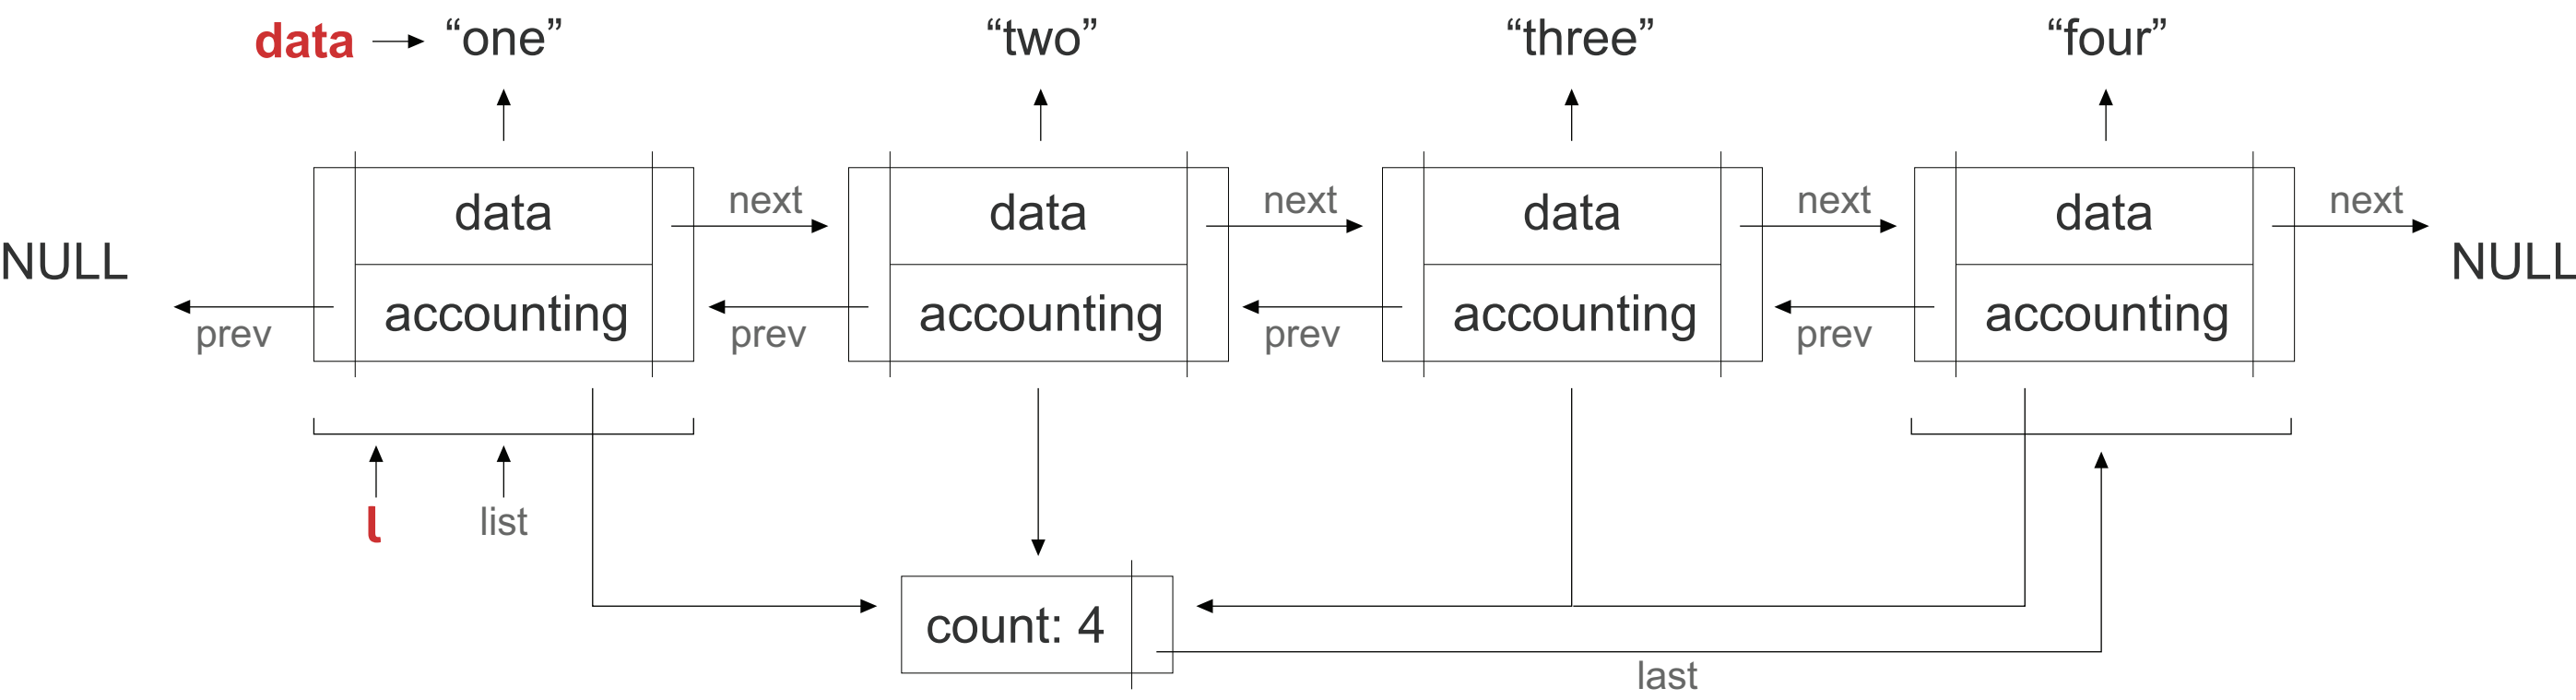 data “one” “two” “three” “four”
data data data data
next next next next
NULL NULL
accounting accounting accounting accounting
prev prev prev prev
l list
count: 4
last